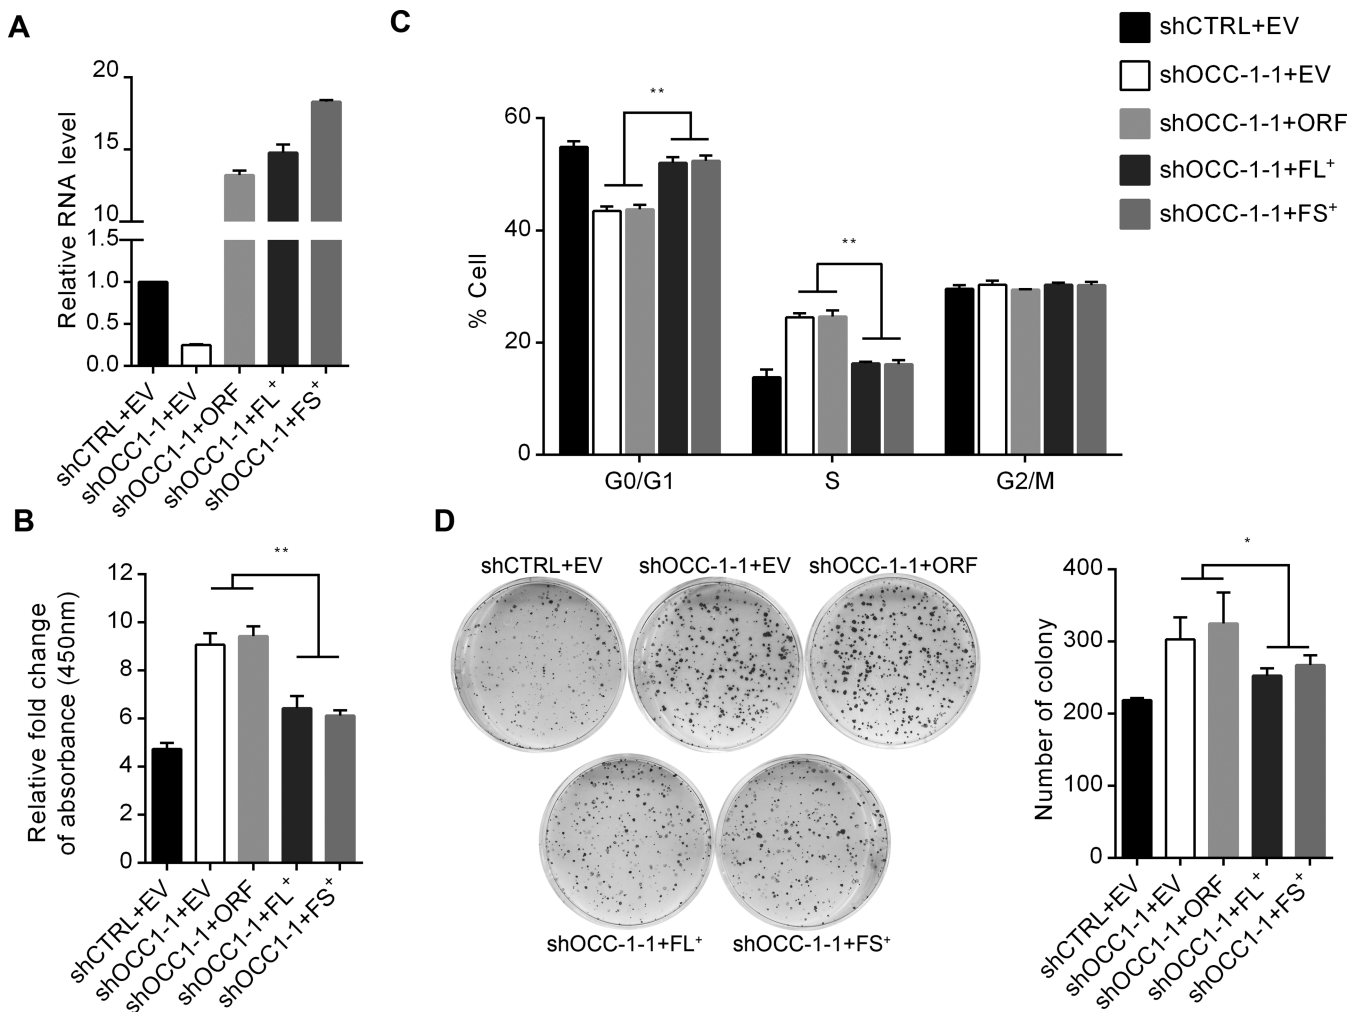 A
Relative RNA level
20
15
10
1.5
1.0
0.5
0.0
shCTRL+EV
shOCC1-1+EV
shOCC1-1+ORF
shOCC1-1+FL+
shOCC1-1+FS+
C
% Cell
60
40
20
0
**
**
G0/G1
S
G2/M
shCTRL+EV
shOCC-1-1+EV
shOCC-1-1+ORF
shOCC-1-1+FL+
shOCC-1-1+FS+
B
Relative fold change
of absorbance (450nm)
12
10
8
6
4
2
0
**
shCTRL+EV
shOCC1-1+EV
shOCC1-1+ORF
shOCC1-1+FL+
shOCC1-1+FS+
D
shCTRL+EV
shOCC-1-1+EV
shOCC-1-1+ORF
shOCC-1-1+FL+
shOCC-1-1+FS+
Number of colony
400
300
200
100
0
*
shCTRL+EV
shOCC1-1+EV
shOCC1-1+ORF
shOCC1-1+FL+
shOCC1-1+FS+